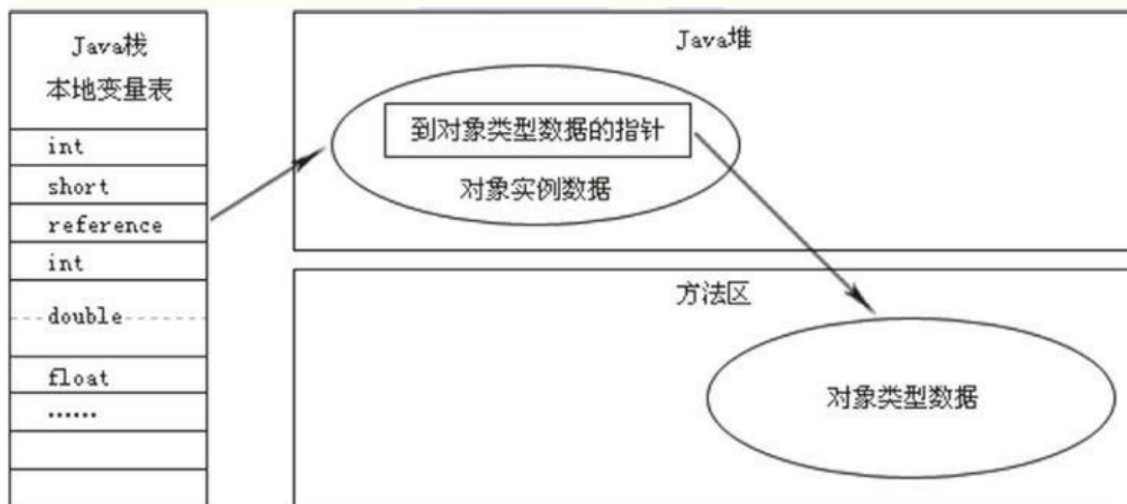 Java栈
本地变量表
int
short
reference
int
double
float
……
Java堆
到对象类型数据的指针
对象实例数据
方法区
对象类型数据